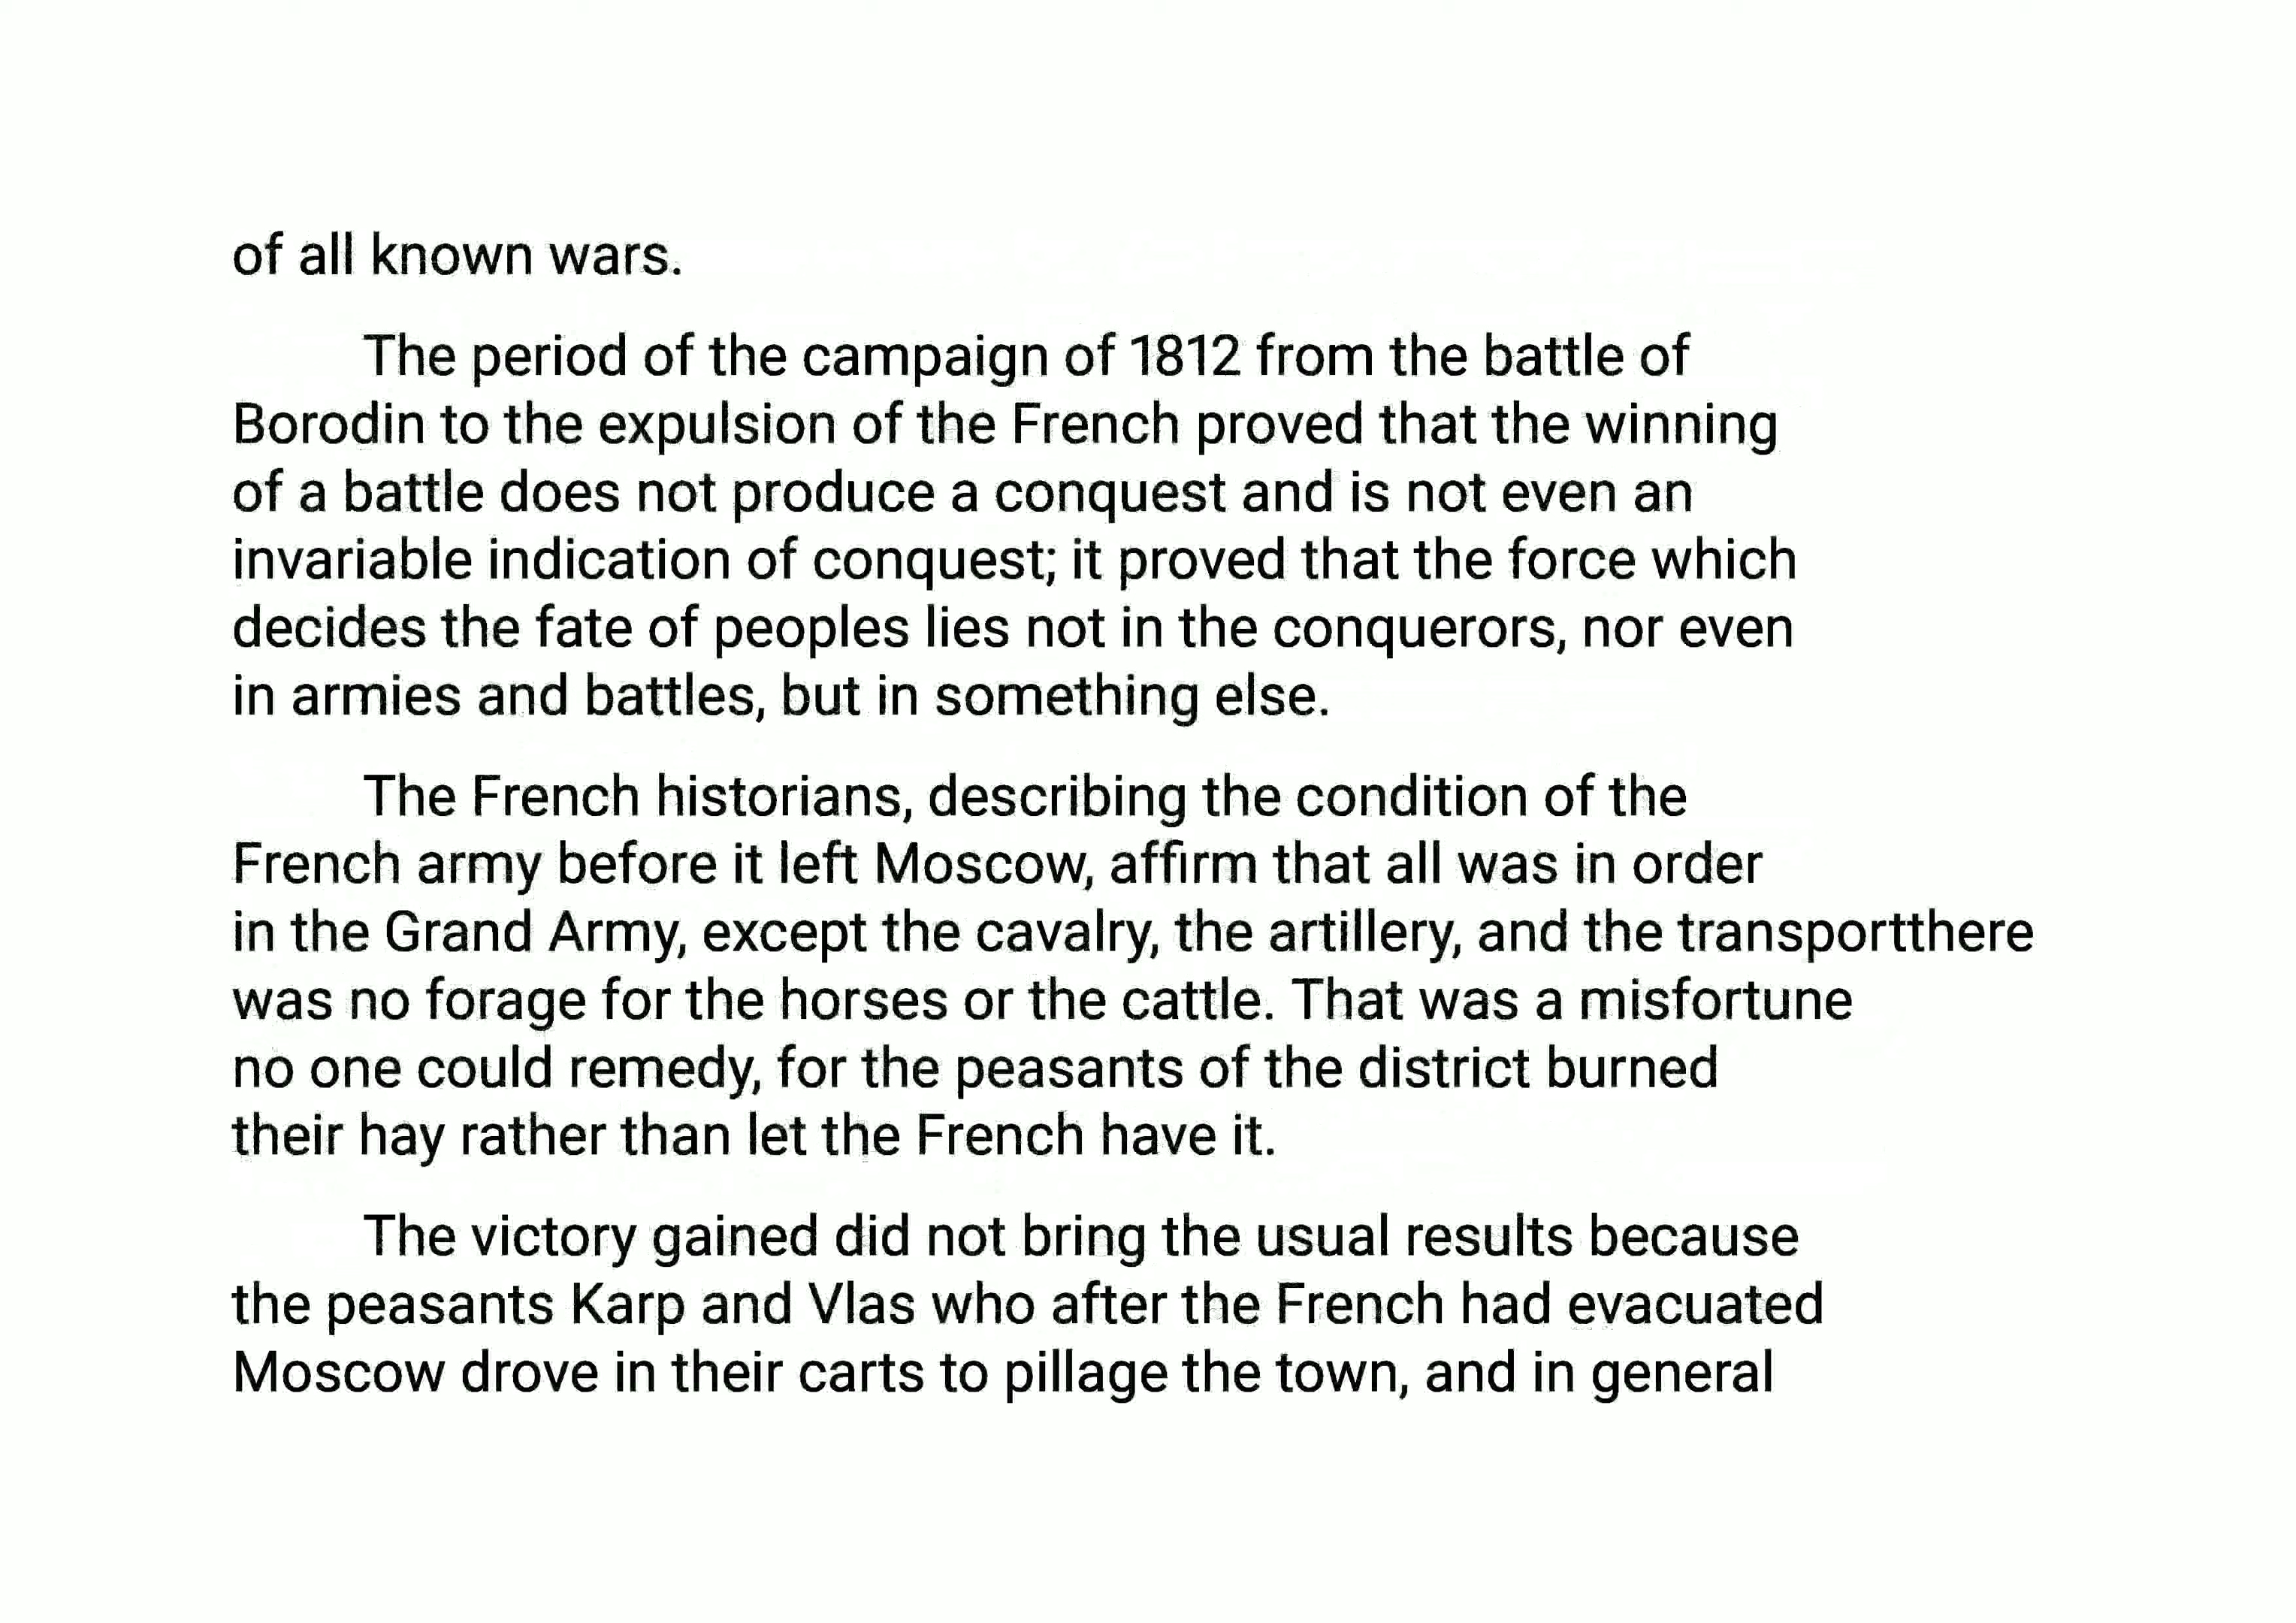 of all known wars.
The period of the campaign of 1812 from the battle of
Borodin to the expulsion of the French proved that the winning
of a battle does not produce a conquest and is not even an
invariable indication of conquest; it proved that the force which
decides the fate of peoples lies not in the conquerors, nor even
in armies and battles, but in something else.
The French historians, describing the condition of the
French army before it left Moscow, affirm that all was in order
in the Grand Army, except the cavalry, the artillery, and the transportthere
was no forage for the horses or the cattle. That was a misfortune
no one could remedy, for the peasants of the district burned
their hay rather than let the French have it.
The victory gained did not bring the usual results because
the peasants Karp and Vlas who after the French had evacuated
Moscow drove in their carts to pillage the town, and in general